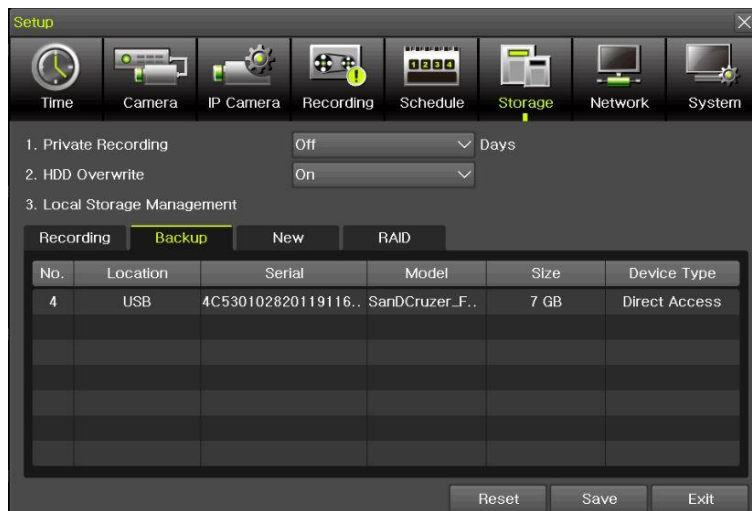 Setup
Time Camera IP Camera Recording Schedule Storage Network System
1. Private Recording Off Days
2. HDD Overwrite On
3. Local Storage Management
Recording Backup New RAID
No. Location Serial Model Size Device Type
4 USB 4C530102820119116.. SanDCruzer_F.. 7 GB Direct Access
Reset Save Exit